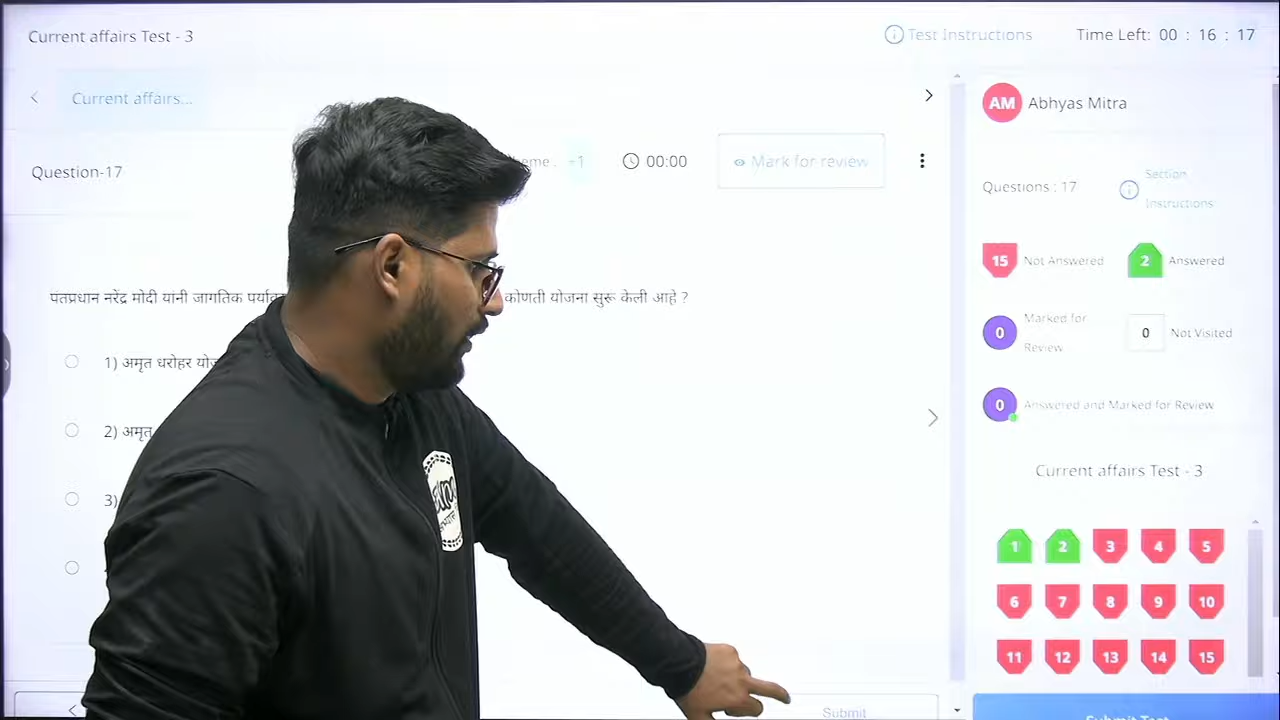 Current affairs Test - 3
Test Instructions
Time Left: 00 : 16 : 17
Current affairs...
AM Abhyas Mitra
Question-17
+1
00:00
Mark for review
Questions : 17
Section
Instructions
15 Not Answered
2 Answered
पंतप्रधान नरेंद्र मोदी यांनी जागतिक कोणती योजना सुरू केली आहे ?
0 Marked for
Review
0 Not Visited
1) अमृत धरोहर
0 Answered and Marked for Review
2) अमृत
Current affairs Test - 3
3)
1 2 3 4 5
6 7 8 9 10
11 12 13 14 15
Submit
Submit Test